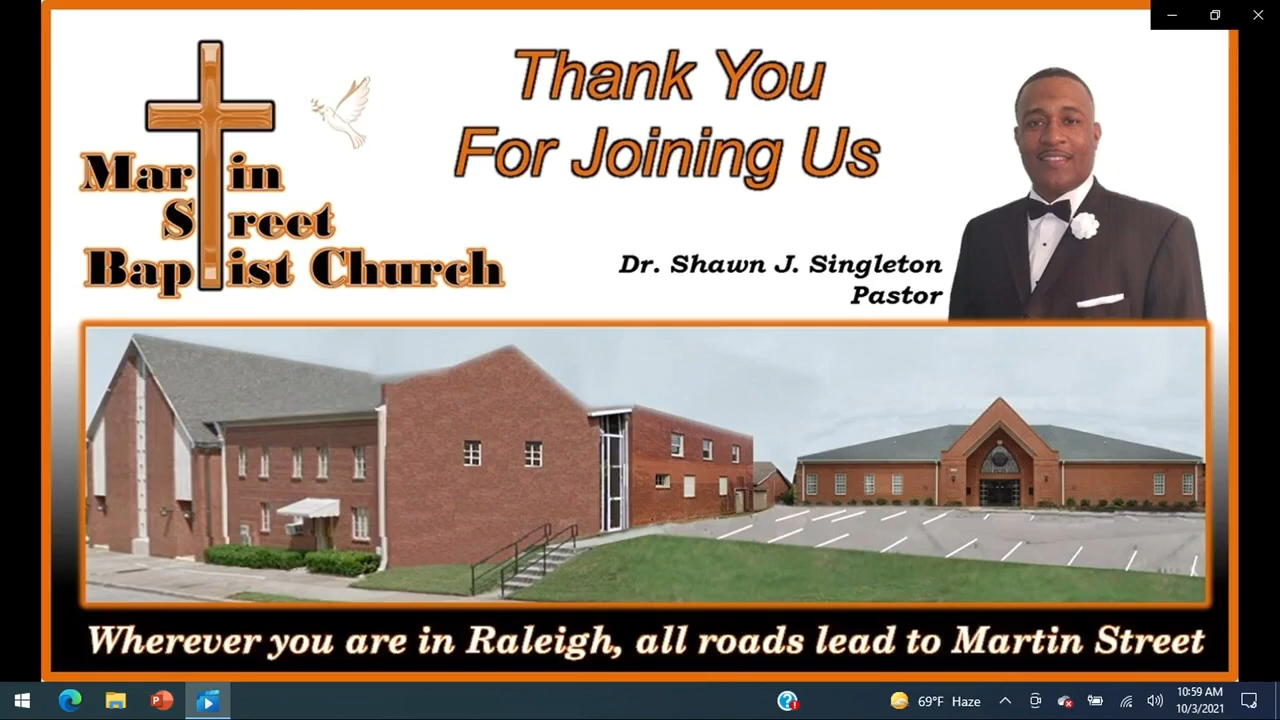 Martin
Street
Baptist Church
Thank You
For Joining Us
Dr. Shawn J. Singleton
Pastor
Wherever you are in Raleigh, all roads lead to Martin Street
69°F Haze
10:59 AM
10/3/2021